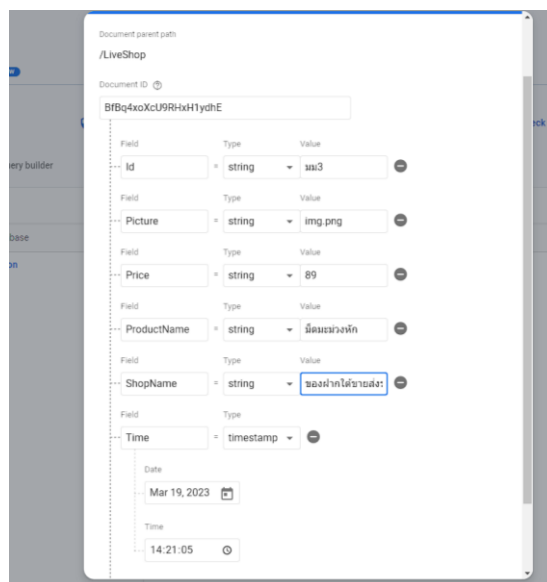 Document parent path
/LiveShop
Document ID
BfBq4xoXcU9RHxH1ydhE
Field Type Value
Id = string มม3
Field Type Value
Picture = string img.png
Field Type Value
Price = string 89
Field Type Value
ProductName = string ม็ดมะม่วงหัก
Field Type Value
ShopName = string ของฝากใต้ขายส่ง
Field Type
Time = timestamp
Date
Mar 19, 2023
Time
14:21:05
ery builder
base
on
eck